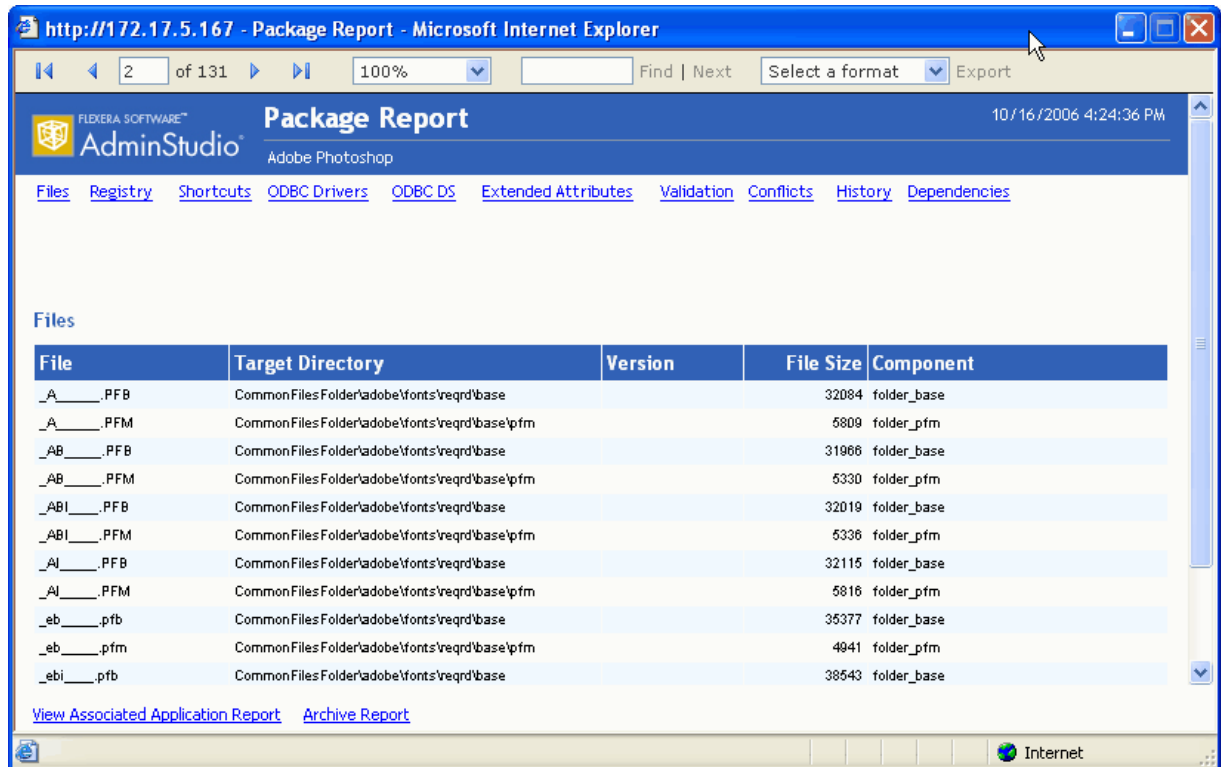 http://172.17.5.167 - Package Report - Microsoft Internet Explorer
2 of 131 100% Find | Next Select a format Export
FLEXERA SOFTWARE™ Package Report 10/16/2006 4:24:36 PM
AdminStudio® Adobe Photoshop
Files Registry Shortcuts ODBC Drivers ODBC DS Extended Attributes Validation Conflicts History Dependencies
Files
File Target Directory Version File Size Component
_A______.PFB CommonFilesFolder\adobe\fonts\reqrd\base 32084 folder_base
_A______.PFM CommonFilesFolder\adobe\fonts\reqrd\base\pfm 5809 folder_pfm
_AB_____.PFB CommonFilesFolder\adobe\fonts\reqrd\base 31966 folder_base
_AB_____.PFM CommonFilesFolder\adobe\fonts\reqrd\base\pfm 5330 folder_pfm
_ABI____.PFB CommonFilesFolder\adobe\fonts\reqrd\base 32019 folder_base
_ABI____.PFM CommonFilesFolder\adobe\fonts\reqrd\base\pfm 5336 folder_pfm
_AI_____.PFB CommonFilesFolder\adobe\fonts\reqrd\base 32115 folder_base
_AI_____.PFM CommonFilesFolder\adobe\fonts\reqrd\base\pfm 5816 folder_pfm
_eb_____.pfb CommonFilesFolder\adobe\fonts\reqrd\base 35377 folder_base
_eb_____.pfm CommonFilesFolder\adobe\fonts\reqrd\base\pfm 4941 folder_pfm
_ebi____.pfb CommonFilesFolder\adobe\fonts\reqrd\base 38543 folder_base
View Associated Application Report Archive Report
Internet